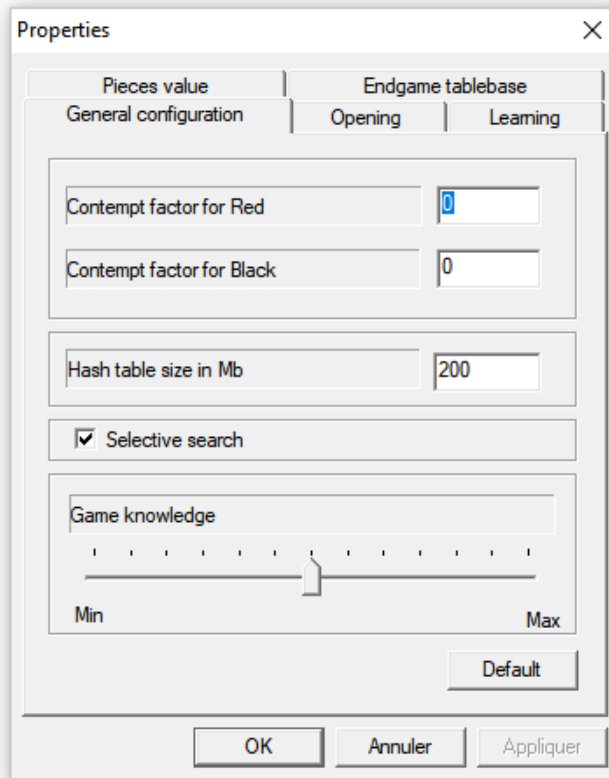 Properties
Pieces value Endgame tablebase
General configuration Opening Learning
Contempt factor for Red 0
Contempt factor for Black 0
Hash table size in Mb 200
Selective search
Game knowledge
Min Max
Default
OK Annuler Appliquer